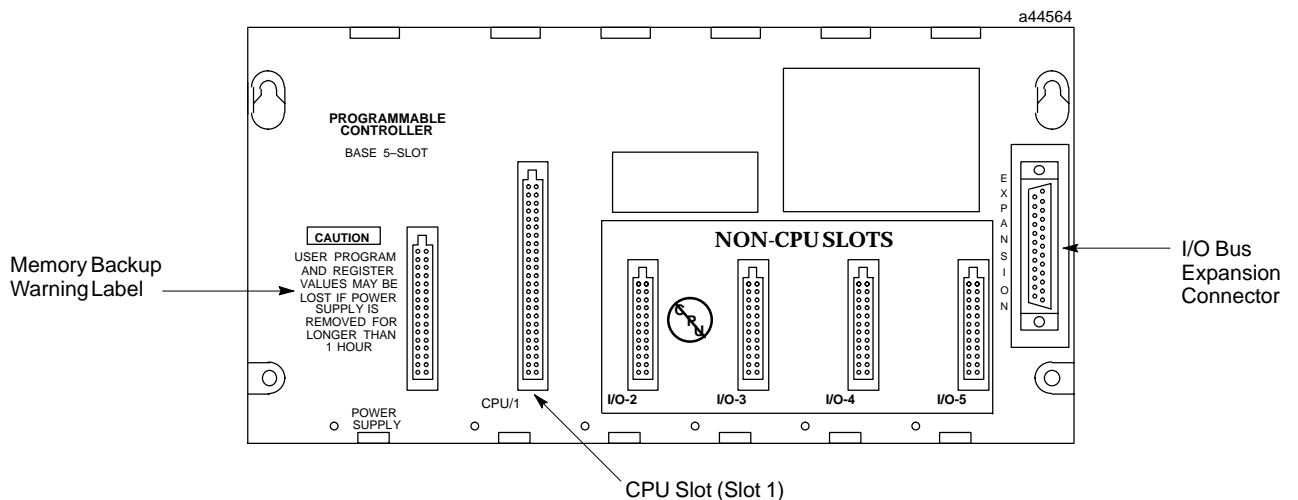 a44564
PROGRAMMABLE
CONTROLLER
BASE 5–SLOT
CAUTION
USER PROGRAM
AND REGISTER
VALUES MAY BE
LOST IF POWER
SUPPLY IS
REMOVED FOR
LONGER THAN
1 HOUR
Memory Backup
Warning Label
NON-CPU SLOTS
CPU
EXPANSION
I/O Bus
Expansion
Connector
POWER
SUPPLY
CPU/1
I/O-2
I/O-3
I/O-4
I/O-5
CPU Slot (Slot 1)